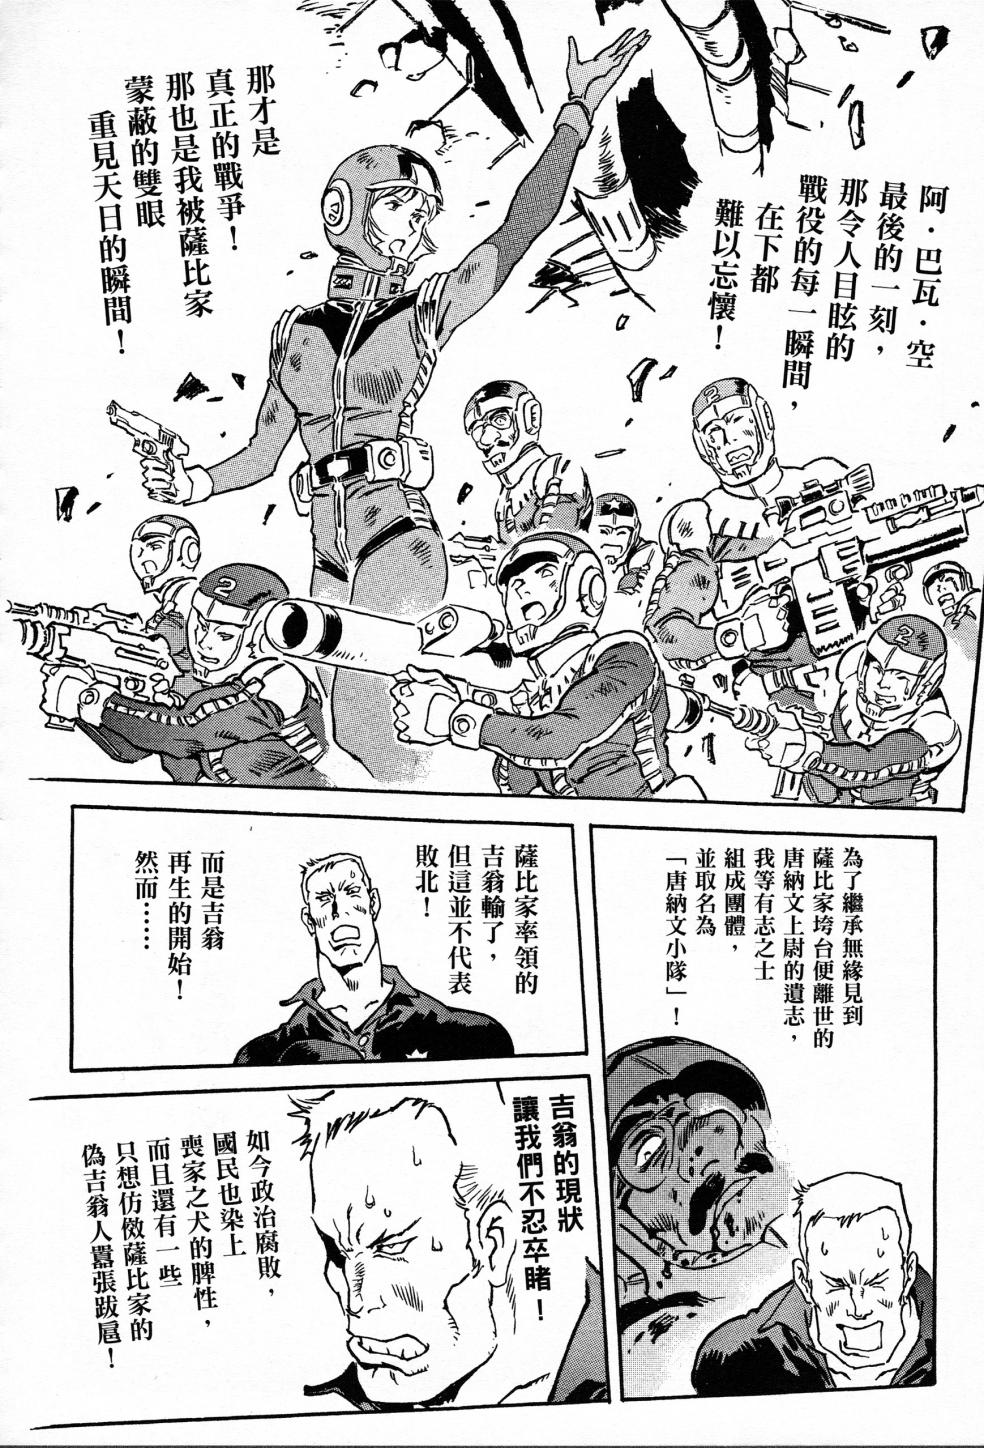 阿・巴瓦・空
最後的一刻，
那令人目眩的
戰役的每一瞬間，
在下都
難以忘懷！
那才是
真正的戰爭！
那也是我被薩比家
蒙蔽的雙眼
重見天日的瞬間！
2
2
2
為了繼承無緣見到
薩比家垮台便離世的
唐納文上尉的遺志，
我等有志之士
組成團體，
並取名為
「唐納文小隊」！
薩比家率領的
吉翁輸了，
但這並不代表
敗北！
而是吉翁
再生的開始！
然而……
吉翁的現狀
讓我們不忍卒睹！
如今政治腐敗，
國民也染上
喪家之犬的脾性，
而且還有一些
只想仿傚薩比家的
偽吉翁人囂張跋扈！